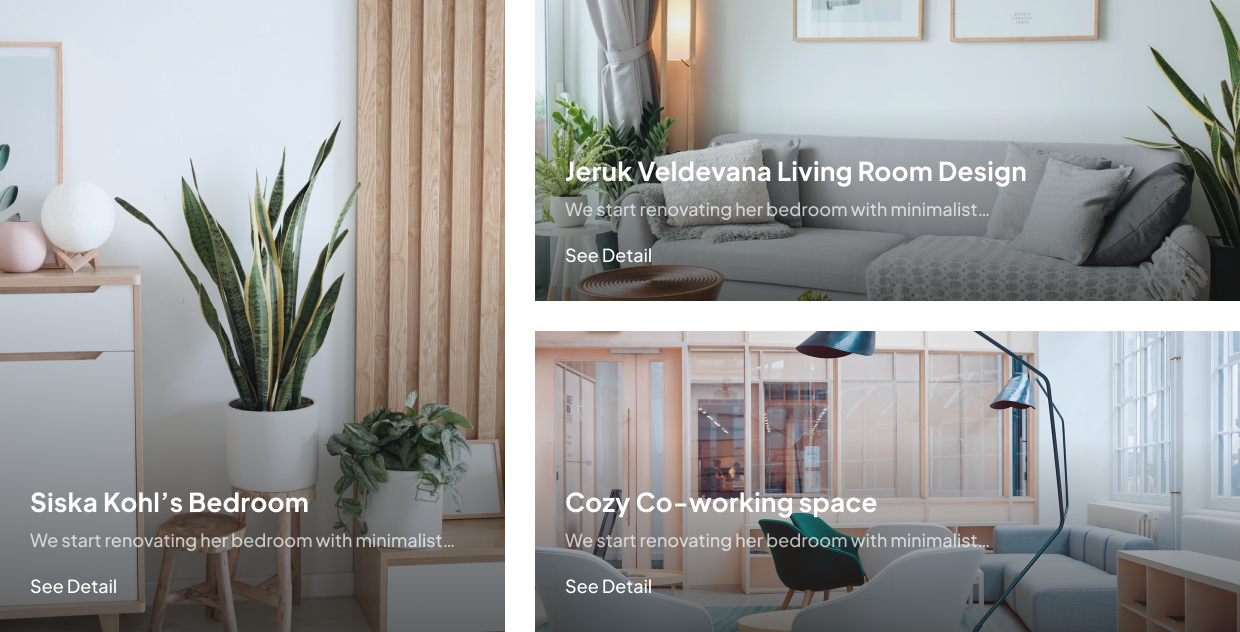 Siska Kohl’s Bedroom
We start renovating her bedroom with minimalist...
See Detail
Jeruk Veldevana Living Room Design
We start renovating her bedroom with minimalist...
See Detail
Cozy Co-working space
We start renovating her bedroom with minimalist...
See Detail